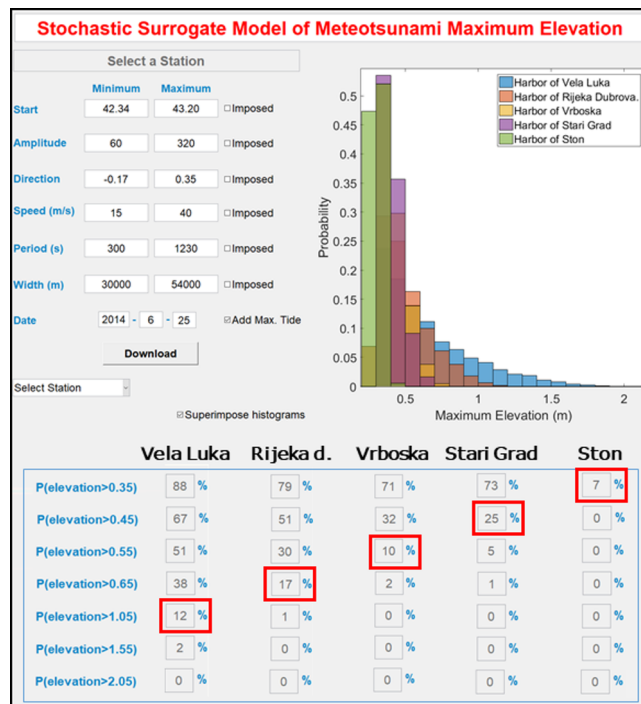 Stochastic Surrogate Model of Meteotsunami Maximum Elevation
Select a Station
Minimum Maximum
Start 42.34 43.20 Imposed
Amplitude 60 320 Imposed
Direction -0.17 0.35 Imposed
Speed (m/s) 15 40 Imposed
Period (s) 300 1230 Imposed
Width (m) 30000 54000 Imposed
Date 2014 - 6 - 25 Add Max. Tide
Download
Select Station
Superimpose histograms
Harbor of Vela Luka
Harbor of Rijeka Dubrova.
Harbor of Vrboska
Harbor of Stari Grad
Harbor of Ston
Probability
0.5
0.45
0.4
0.35
0.3
0.25
0.2
0.15
0.1
0.05
0
0.5 1 1.5 2
Maximum Elevation (m)
Vela Luka Rijeka d. Vrboska Stari Grad Ston
P(elevation>0.35) 88 % 79 % 71 % 73 % 7 %
P(elevation>0.45) 67 % 51 % 32 % 25 % 0 %
P(elevation>0.55) 51 % 30 % 10 % 5 % 0 %
P(elevation>0.65) 38 % 17 % 2 % 1 % 0 %
P(elevation>1.05) 12 % 1 % 0 % 0 % 0 %
P(elevation>1.55) 2 % 0 % 0 % 0 % 0 %
P(elevation>2.05) 0 % 0 % 0 % 0 % 0 %